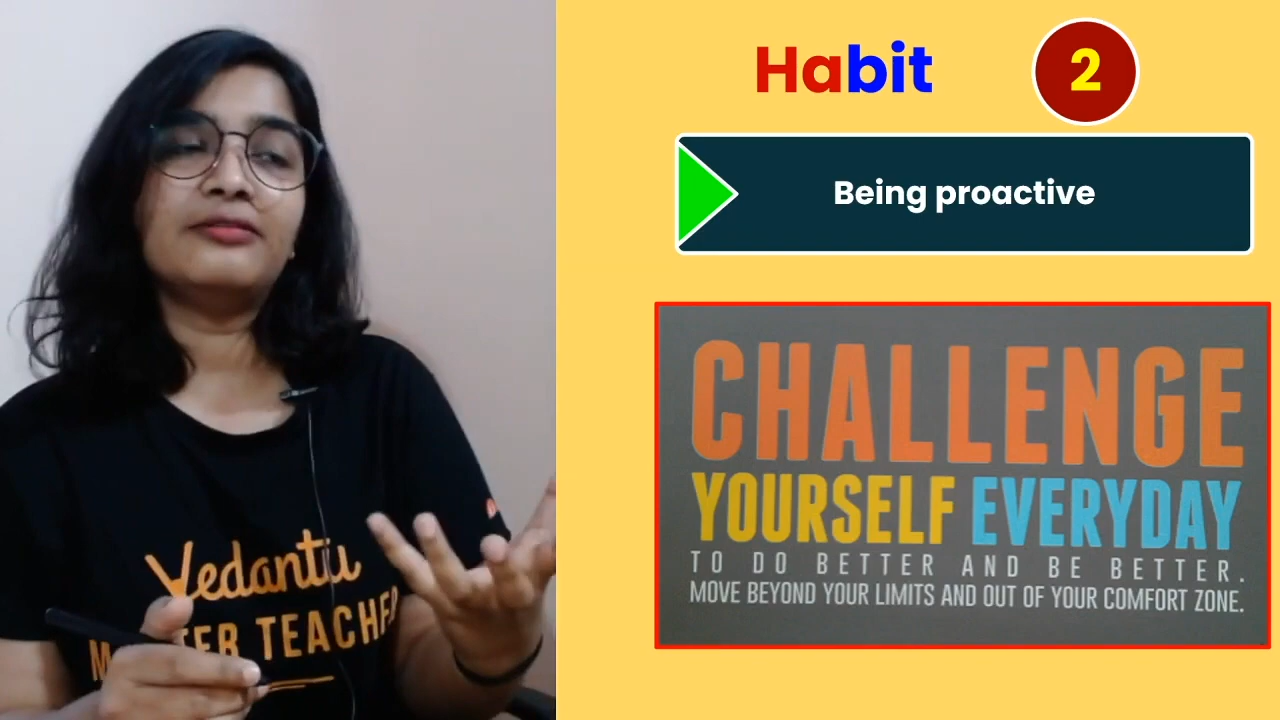 Habit 2
Being proactive
CHALLENGE
YOURSELF EVERYDAY
TO DO BETTER AND BE BETTER.
MOVE BEYOND YOUR LIMITS AND OUT OF YOUR COMFORT ZONE.
Vedantu
TEACHER